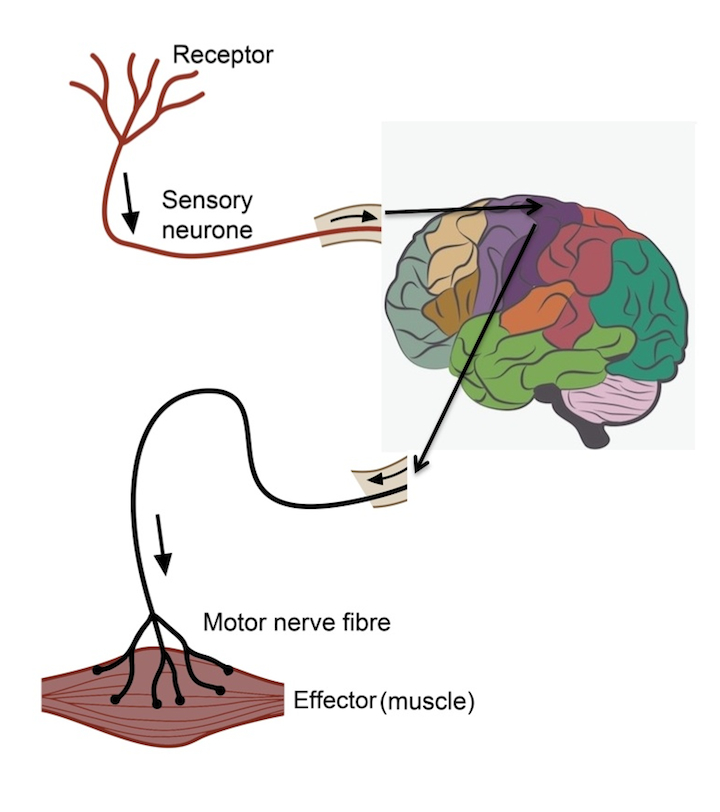 Receptor
Sensory
neurone
Motor nerve fibre
Effector (muscle)